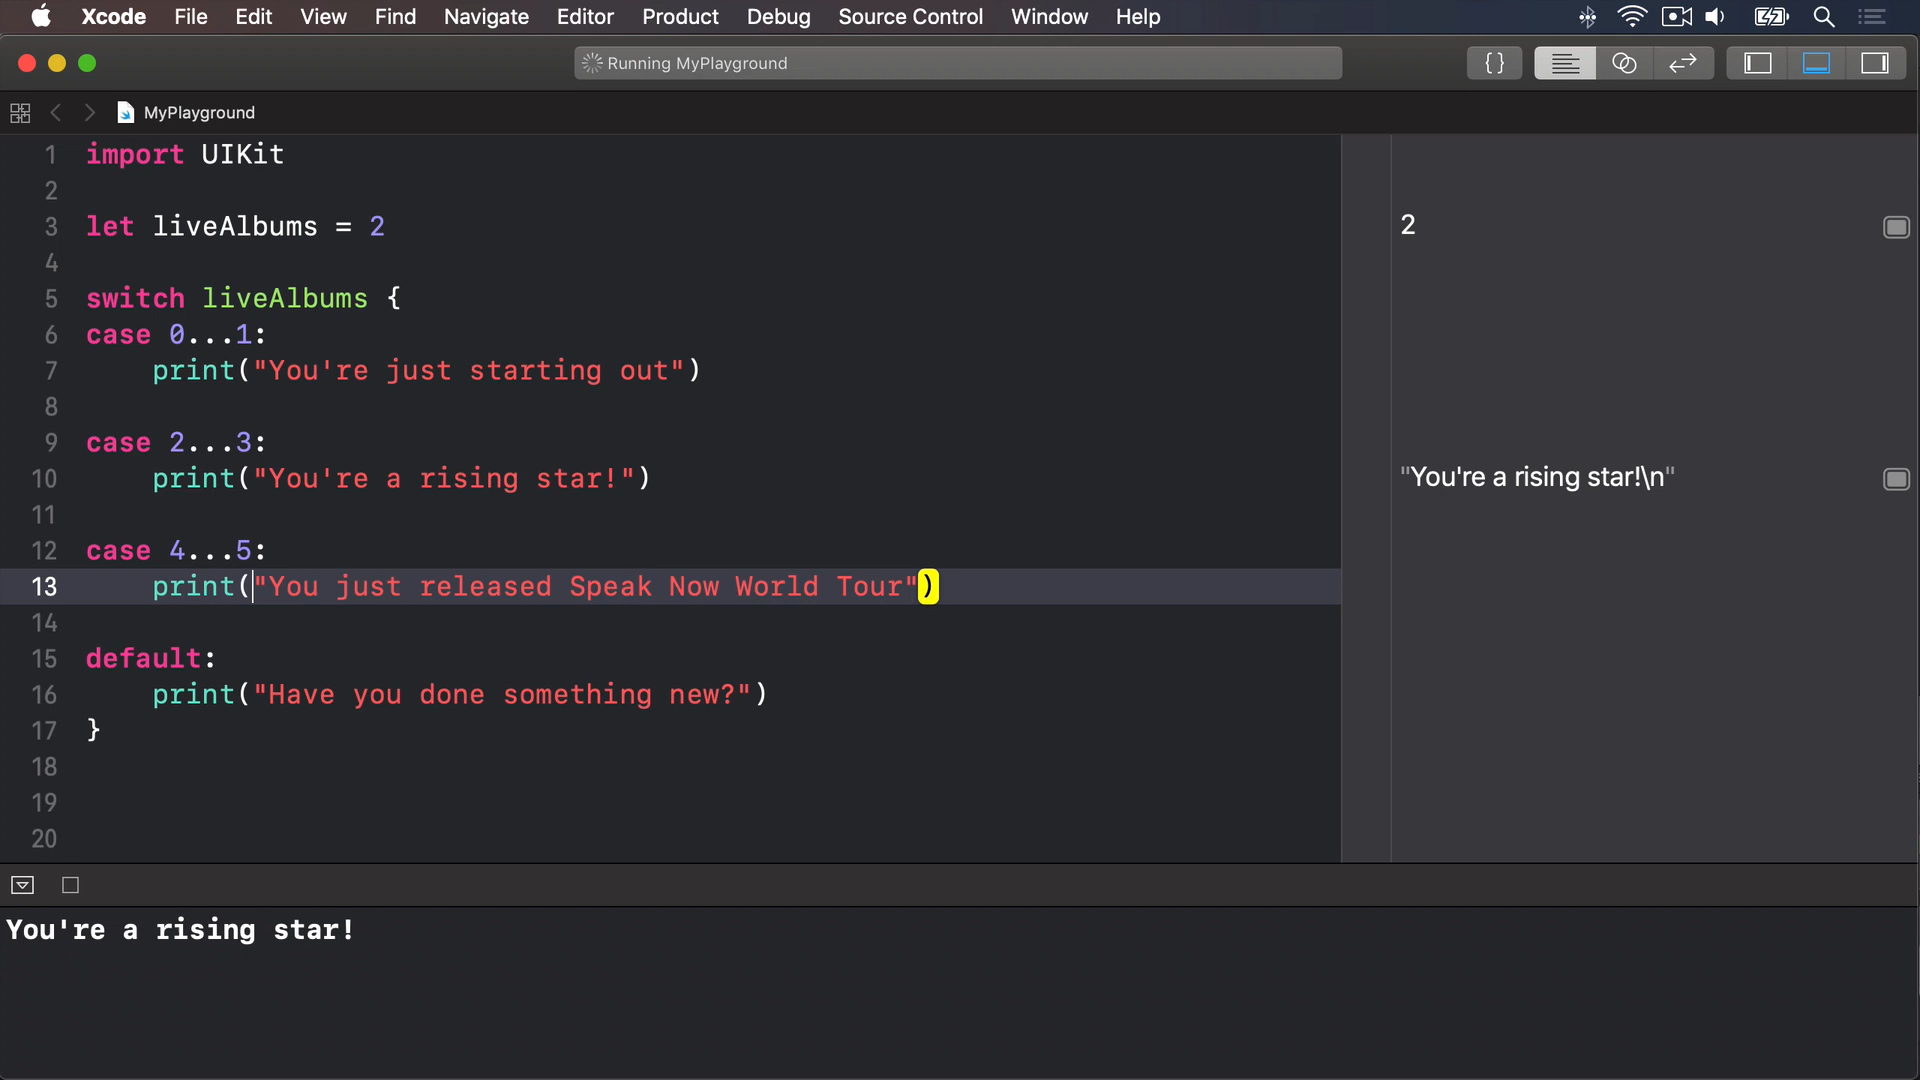 Xcode File Edit View Find Navigate Editor Product Debug Source Control Window Help
Running MyPlayground
{}
MyPlayground
1 import UIKit
2
3 let liveAlbums = 2
2
4
5 switch liveAlbums {
6 case 0...1:
7 print("You're just starting out")
8
9 case 2...3:
10 print("You're a rising star!")
"You're a rising star!\n"
11
12 case 4...5:
13 print("You just released Speak Now World Tour")
14
15 default:
16 print("Have you done something new?")
17 }
18
19
20
You're a rising star!